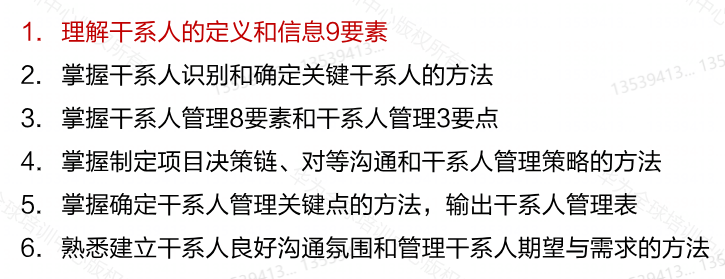 1. 理解干系人的定义和信息9要素
2. 掌握干系人识别和确定关键干系人的方法
3. 掌握干系人管理8要素和干系人管理3要点
4. 掌握制定项目决策链、对等沟通和干系人管理策略的方法
5. 掌握确定干系人管理关键点的方法，输出干系人管理表
6. 熟悉建立干系人良好沟通氛围和管理干系人期望与需求的方法
13539413...